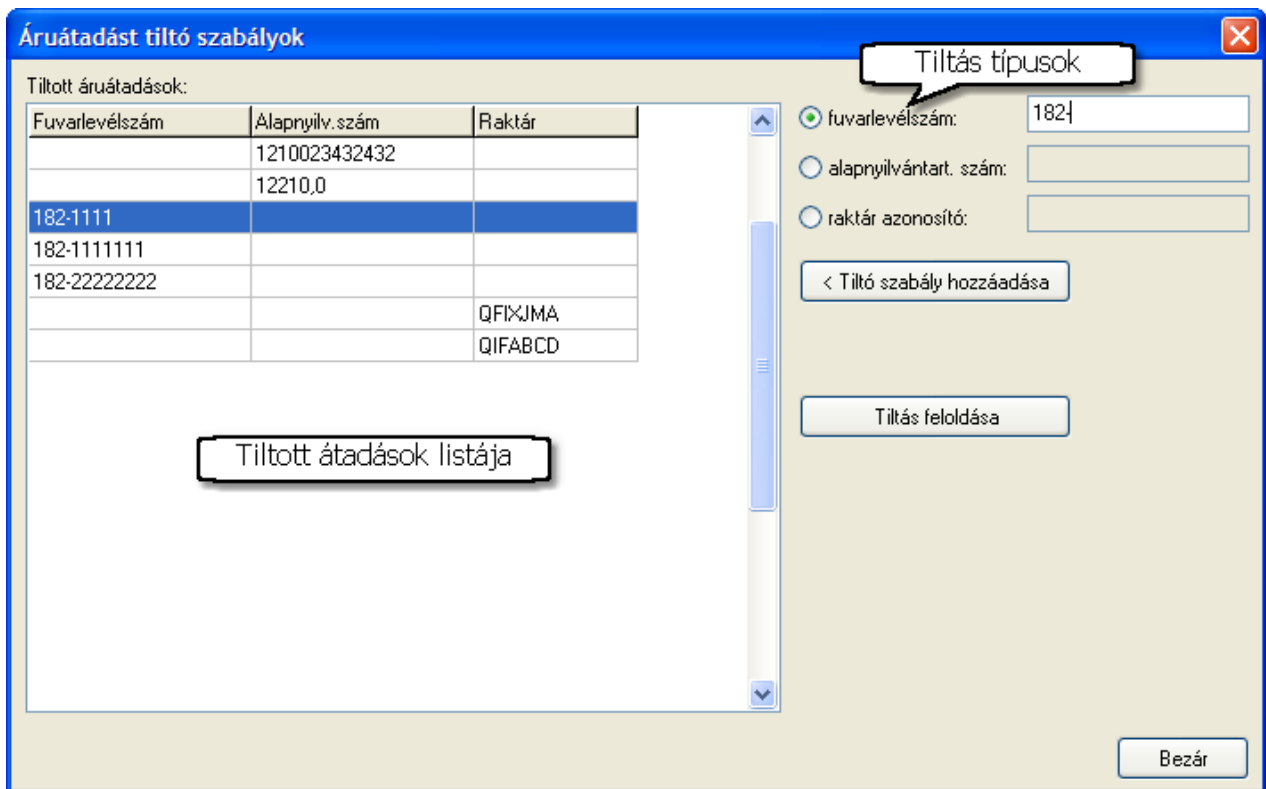 Áruátadást tiltó szabályok
Tiltás típusok
Tiltott áruátadások:
Fuvarlevélszám Alapnyilv.szám Raktár
1210023432432
12210,0
182-1111
182-1111111
182-22222222
QFIXJMA
QIFABCD
Tiltott átadások listája
fuvarlevélszám: 182-
alapnyilvántart. szám:
raktár azonosító:
< Tiltó szabály hozzáadása
Tiltás feloldása
Bezár